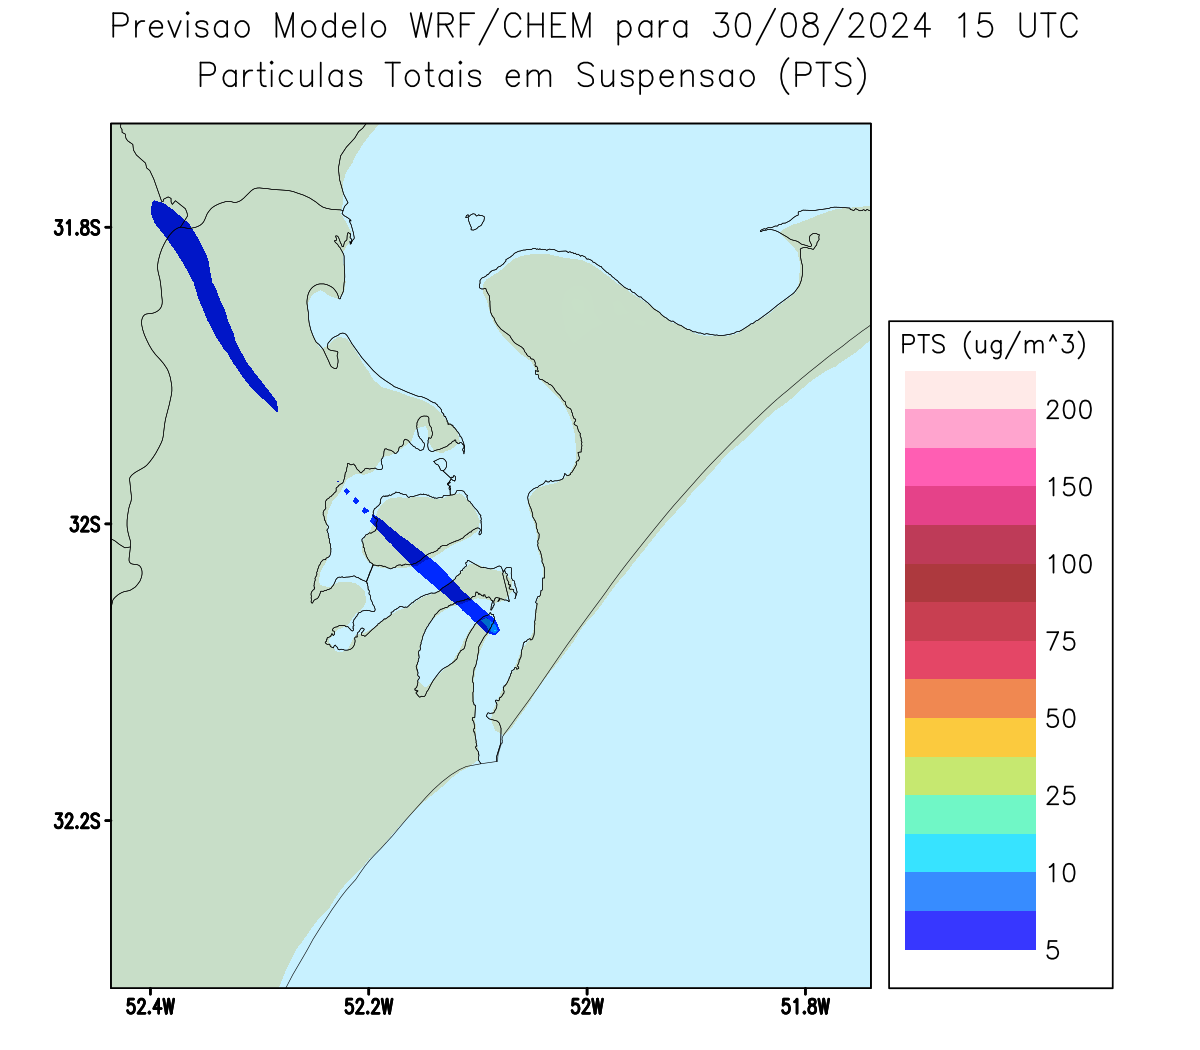 Previsao Modelo WRF/CHEM para 30/08/2024 15 UTC
Particulas Totais em Suspensao (PTS)
31.8S
32S
32.2S
52.4W
52.2W
52W
51.8W
PTS (ug/m^3)
200
150
100
75
50
25
10
5